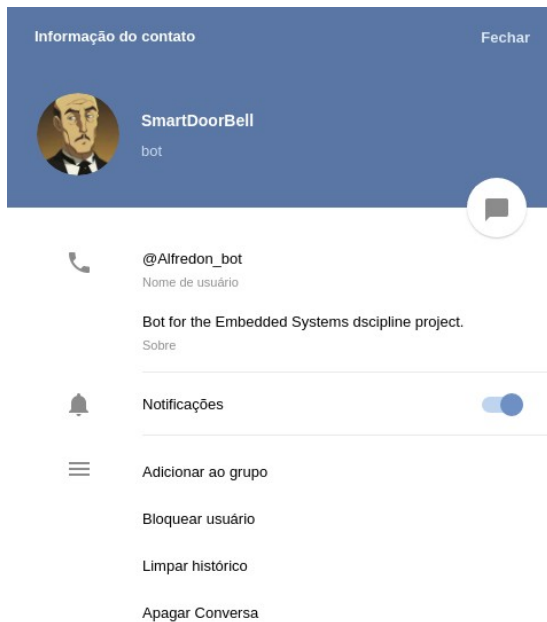 Informação do contato
Fechar
SmartDoorBell
bot
@Alfredon_bot
Nome de usuário
Bot for the Embedded Systems dscipline project.
Sobre
Notificações
Adicionar ao grupo
Bloquear usuário
Limpar histórico
Apagar Conversa